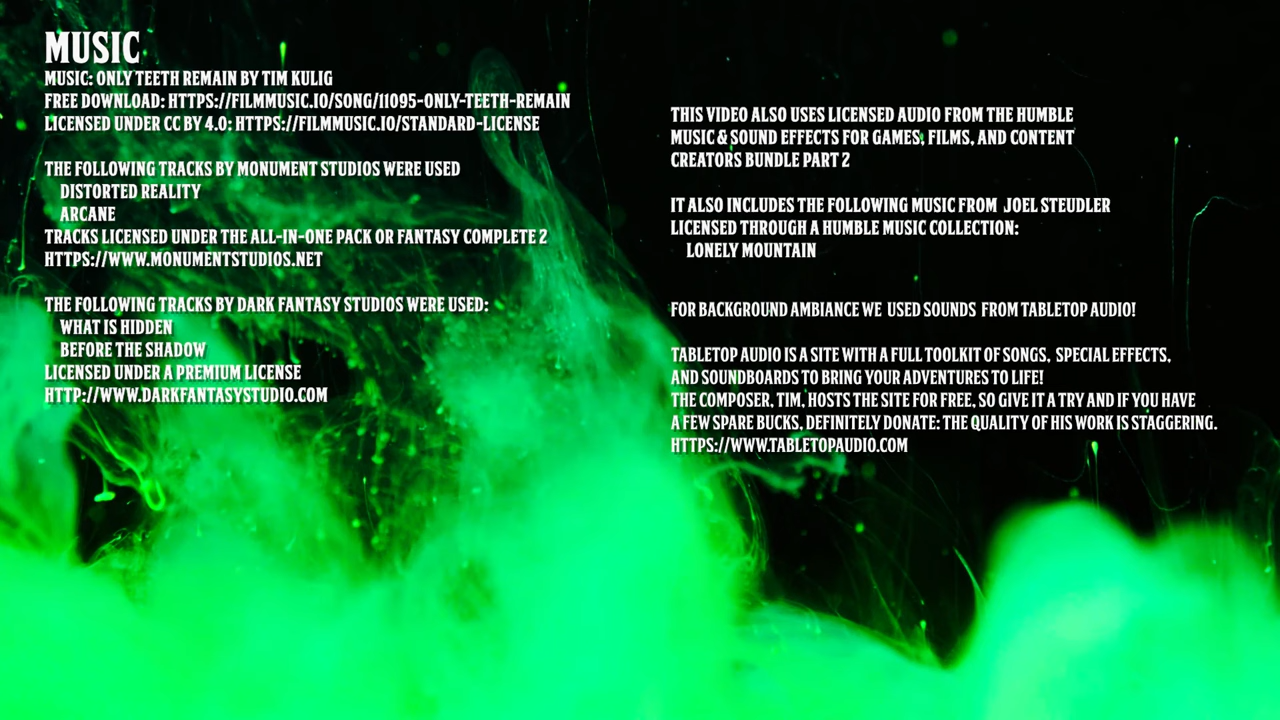 MUSIC
MUSIC: ONLY TEETH REMAIN BY TIM KULIG
FREE DOWNLOAD: HTTPS://FILMMUSIC.IO/SONG/11095-ONLY-TEETH-REMAIN
LICENSED UNDER CC BY 4.0: HTTPS://FILMMUSIC.IO/STANDARD-LICENSE
THE FOLLOWING TRACKS BY MONUMENT STUDIOS WERE USED
DISTORTED REALITY
ARCANE
TRACKS LICENSED UNDER THE ALL-IN-ONE PACK OR FANTASY COMPLETE 2
HTTPS://WWW.MONUMENTSTUDIOS.NET
THE FOLLOWING TRACKS BY DARK FANTASY STUDIOS WERE USED:
WHAT IS HIDDEN
BEFORE THE SHADOW
LICENSED UNDER A PREMIUM LICENSE
HTTP://WWW.DARKFANTASYSTUDIO.COM
THIS VIDEO ALSO USES LICENSED AUDIO FROM THE HUMBLE
MUSIC & SOUND EFFECTS FOR GAMES, FILMS, AND CONTENT
CREATORS BUNDLE PART 2
IT ALSO INCLUDES THE FOLLOWING MUSIC FROM JOEL STEUDLER
LICENSED THROUGH A HUMBLE MUSIC COLLECTION:
LONELY MOUNTAIN
FOR BACKGROUND AMBIANCE WE USED SOUNDS FROM TABLETOP AUDIO!
TABLETOP AUDIO IS A SITE WITH A FULL TOOLKIT OF SONGS, SPECIAL EFFECTS,
AND SOUNDBOARDS TO BRING YOUR ADVENTURES TO LIFE!
THE COMPOSER, TIM, HOSTS THE SITE FOR FREE, SO GIVE IT A TRY AND IF YOU HAVE
A FEW SPARE BUCKS, DEFINITELY DONATE: THE QUALITY OF HIS WORK IS STAGGERING.
HTTPS://WWW.TABLETOPAUDIO.COM